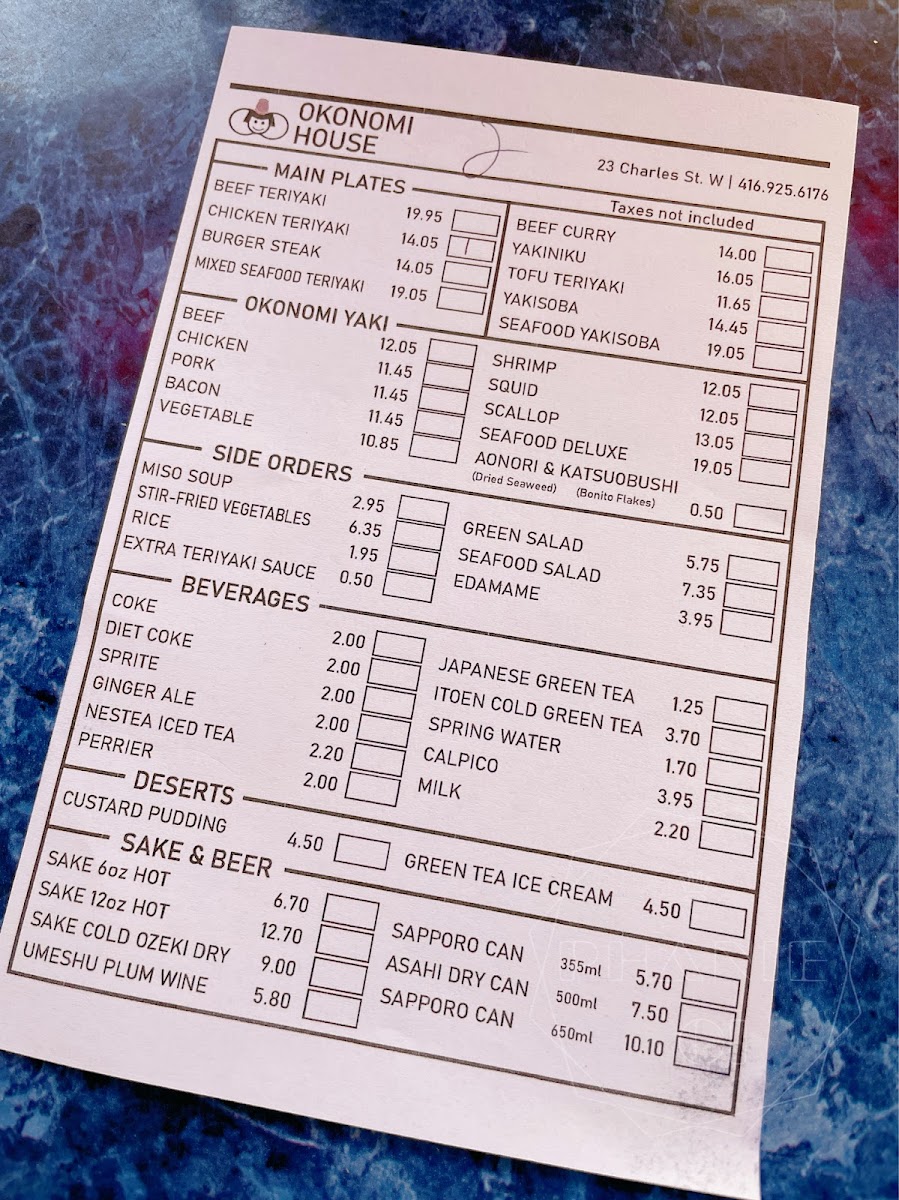 OKONOMI
HOUSE
2
23 Charles St. W | 416.925.6176
Taxes not included
MAIN PLATES
BEEF TERIYAKI 19.95
CHICKEN TERIYAKI 14.05 |
BURGER STEAK 14.05
MIXED SEAFOOD TERIYAKI 19.05
BEEF CURRY 14.00
YAKINIKU 16.05
TOFU TERIYAKI 11.65
YAKISOBA 14.45
SEAFOOD YAKISOBA 19.05
OKONOMI YAKI
BEEF 12.05
CHICKEN 11.45
PORK 11.45
BACON 11.45
VEGETABLE 10.85
SHRIMP 12.05
SQUID 12.05
SCALLOP 13.05
SEAFOOD DELUXE 19.05
AONORI & KATSUOBUSHI
(Dried Seaweed) (Bonito Flakes) 0.50
SIDE ORDERS
MISO SOUP 2.95
STIR-FRIED VEGETABLES 6.35
RICE 1.95
EXTRA TERIYAKI SAUCE 0.50
GREEN SALAD 5.75
SEAFOOD SALAD 7.35
EDAMAME 3.95
BEVERAGES
COKE 2.00
DIET COKE 2.00
SPRITE 2.00
GINGER ALE 2.00
NESTEA ICED TEA 2.20
PERRIER 2.00
JAPANESE GREEN TEA 1.25
ITOEN COLD GREEN TEA 3.70
SPRING WATER 1.70
CALPICO 3.95
MILK 2.20
DESERTS
CUSTARD PUDDING 4.50
GREEN TEA ICE CREAM 4.50
SAKE & BEER
SAKE 6oz HOT 6.70
SAKE 12oz HOT 12.70
SAKE COLD OZEKI DRY 9.00
UMESHU PLUM WINE 5.80
SAPPORO CAN 355ml 5.70
ASAHI DRY CAN 500ml 7.50
SAPPORO CAN 650ml 10.10